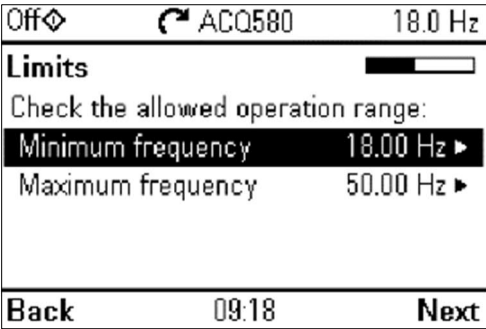 Off ACQ580 18.0 Hz
Limits
Check the allowed operation range:
Minimum frequency 18.00 Hz
Maximum frequency 50.00 Hz
Back 09:18 Next